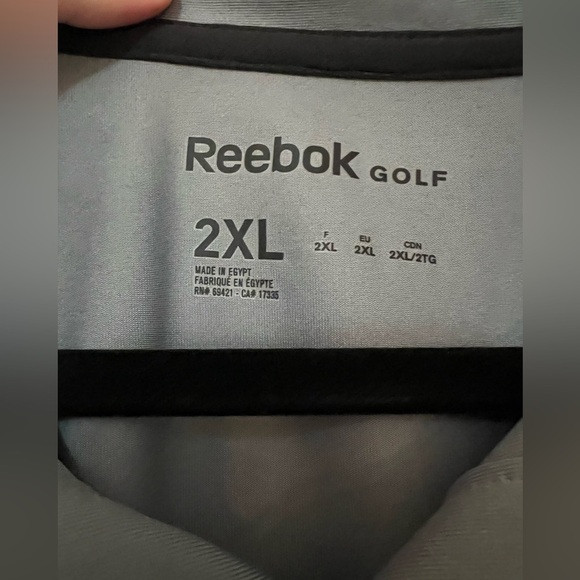 Reebok GOLF
2XL
F
2XL
EU
2XL
CDN
2XL/2TG
MADE IN EGYPT
FABRIQUÉ EN ÉGYPTE
RN# 69421 - CA# 17335